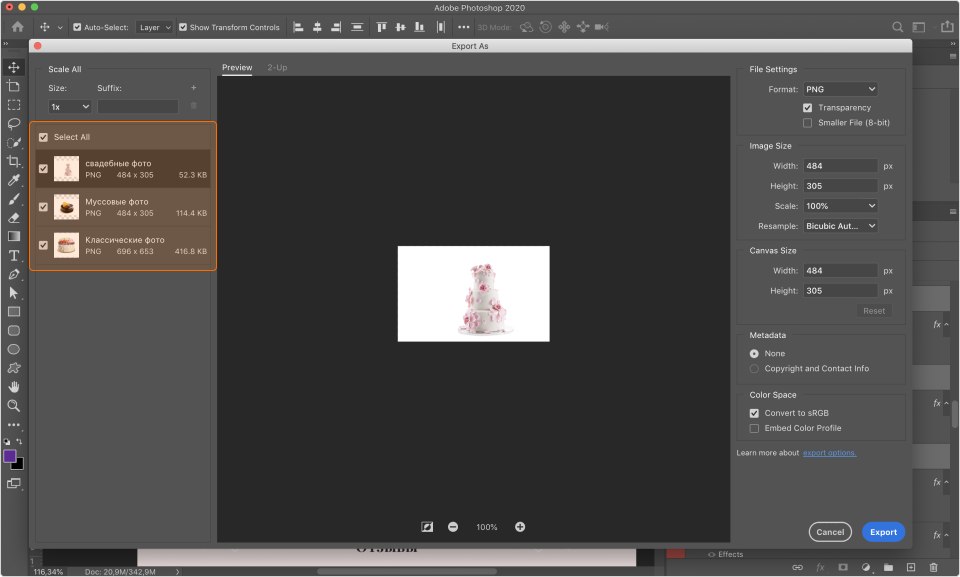 Adobe Photoshop 2020
Auto-Select: Layer Show Transform Controls 3D Mode:
Export As
Scale All
Size: Suffix: +
1x
Select All
свадебные фото
PNG 484 x 305 52.3 KB
Муссовые фото
PNG 484 x 305 114.4 KB
Классические фото
PNG 696 x 653 416.8 KB
Preview 2-Up
100%
File Settings
Format: PNG
Transparency
Smaller File (8-bit)
Image Size
Width: 484 px
Height: 305 px
Scale: 100%
Resample: Bicubic Aut...
Canvas Size
Width: 484 px
Height: 305 px
Reset
Metadata
None
Copyright and Contact Info
Color Space
Convert to sRGB
Embed Color Profile
Learn more about export options.
Cancel Export
fx
fx
fx
fx
ОТЗЫВЫ
Effects
116,34% Doc: 20,9M/342,9M
fx